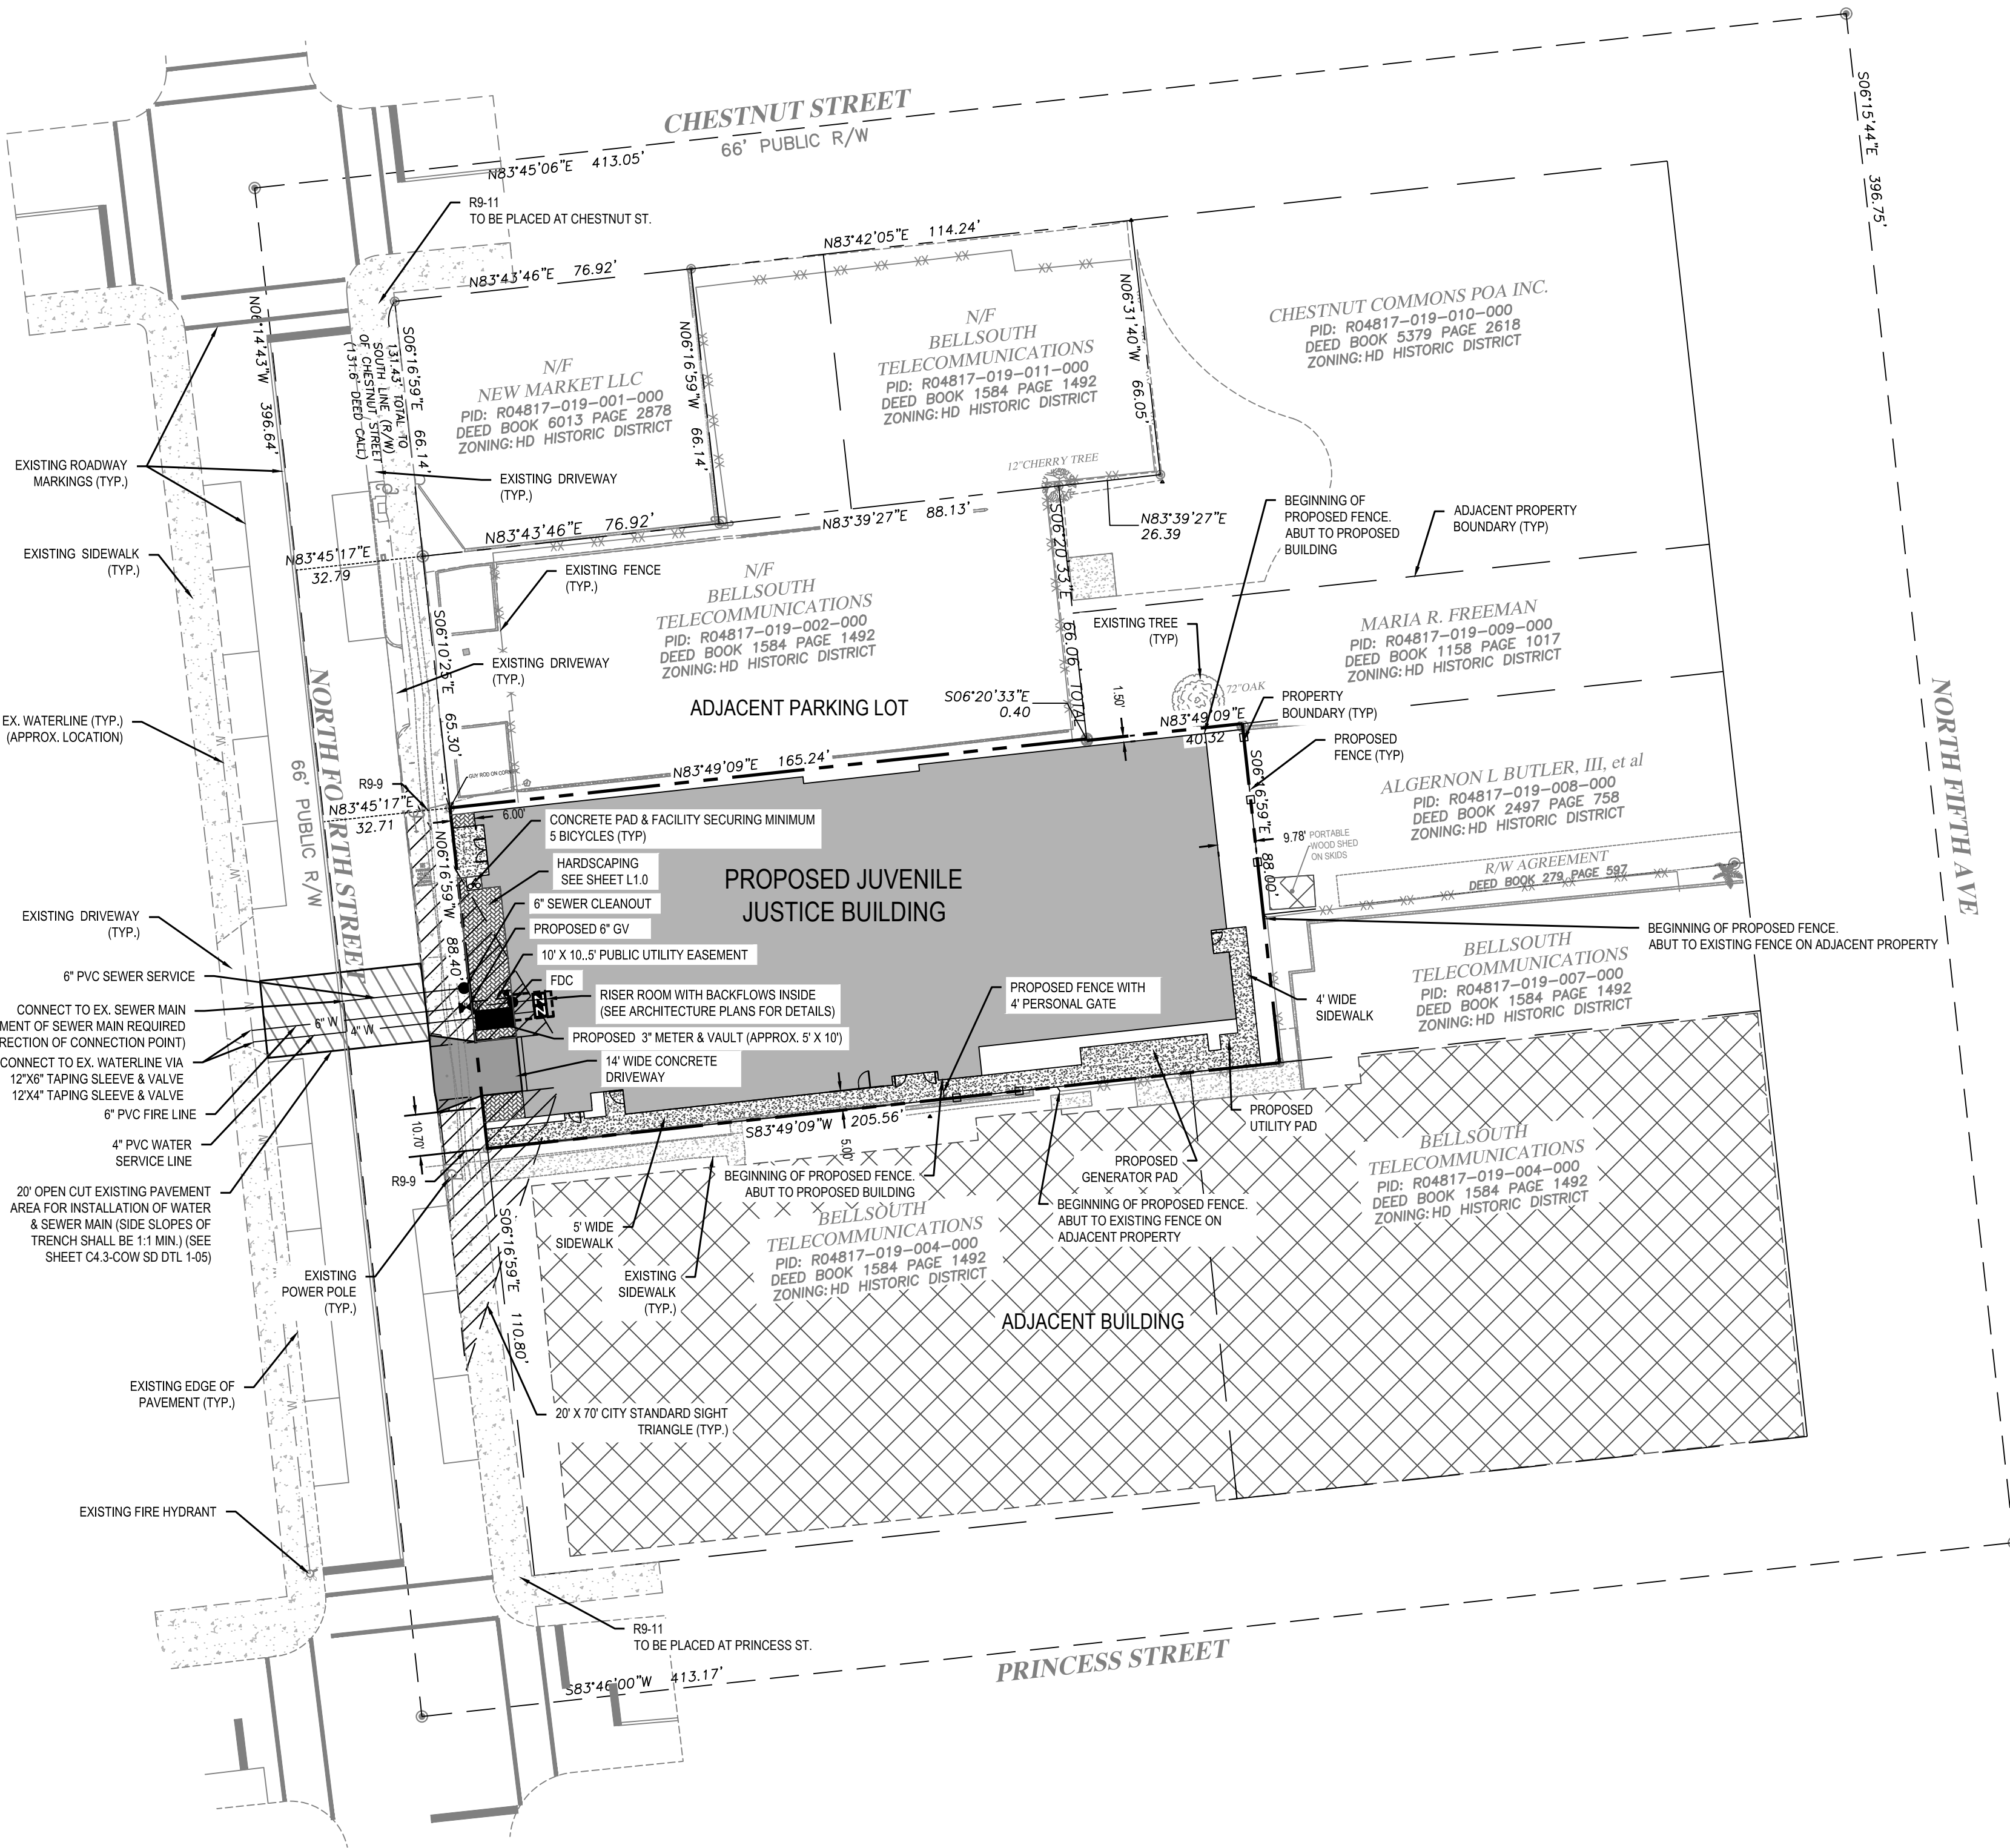 CHESTNUT STREET
66' PUBLIC R/W
N83°45'06"E 413.05'
S06°15'44"E 396.75'
R9-11
TO BE PLACED AT CHESTNUT ST.
N83°43'46"E 76.92'
N83°42'05"E 114.24'
N06°14'43"W 396.64'
S06°16'59"E 66.14'
131.43' TOTAL TO
SOUTH LINE (R/W)
OF CHESTNUT STREET
(131.6' DEED CALL)
N/F
NEW MARKET LLC
PID: R04817-019-001-000
DEED BOOK 6013 PAGE 2878
ZONING: HD HISTORIC DISTRICT
N06°16'59"W 66.14'
N/F
BELLSOUTH
TELECOMMUNICATIONS
PID: R04817-019-011-000
DEED BOOK 1584 PAGE 1492
ZONING: HD HISTORIC DISTRICT
N06°31'40"W 66.05'
CHESTNUT COMMONS POA INC.
PID: R04817-019-010-000
DEED BOOK 5379 PAGE 2618
ZONING: HD HISTORIC DISTRICT
EXISTING ROADWAY
MARKINGS (TYP.)
EXISTING DRIVEWAY
(TYP.)
12"CHERRY TREE
N83°43'46"E 76.92'
N83°39'27"E 88.13'
N83°39'27"E
26.39
BEGINNING OF
PROPOSED FENCE.
ABUT TO PROPOSED
BUILDING
ADJACENT PROPERTY
BOUNDARY (TYP)
EXISTING SIDEWALK
(TYP.)
N83°45'17"E
32.79
EXISTING FENCE
(TYP.)
N/F
BELLSOUTH
TELECOMMUNICATIONS
PID: R04817-019-002-000
DEED BOOK 1584 PAGE 1492
ZONING: HD HISTORIC DISTRICT
S06°20'33"E 66.06' TOTAL
EXISTING TREE
(TYP)
MARIA R. FREEMAN
PID: R04817-019-009-000
DEED BOOK 1158 PAGE 1017
ZONING: HD HISTORIC DISTRICT
S06°10'25"E 65.30'
EXISTING DRIVEWAY
(TYP.)
ADJACENT PARKING LOT
S06°20'33"E
0.40
1.50'
72"OAK
N83°49'09"E
40.32
PROPERTY
BOUNDARY (TYP)
PROPOSED
FENCE (TYP)
EX. WATERLINE (TYP.)
(APPROX. LOCATION)
NORTH FO RTH STREET
66' PUBLIC R/W
NORTH FIFTH AVE
R9-9
GUY ROD ON CORNER
N83°49'09"E 165.24'
N83°45'17"E
32.71
6.00'
CONCRETE PAD & FACILITY SECURING MINIMUM
5 BICYCLES (TYP)
HARDSCAPING
SEE SHEET L1.0
6" SEWER CLEANOUT
PROPOSED 6" GV
10' X 10..5' PUBLIC UTILITY EASEMENT
FDC
RISER ROOM WITH BACKFLOWS INSIDE
(SEE ARCHITECTURE PLANS FOR DETAILS)
PROPOSED 3" METER & VAULT (APPROX. 5' X 10')
14' WIDE CONCRETE
DRIVEWAY
N06°16'59"W 88.40'
PROPOSED JUVENILE
JUSTICE BUILDING
S06°16'59"E 88.00'
9.78'
PORTABLE
WOOD SHED
ON SKIDS
ALGERNON L BUTLER, III, et al
PID: R04817-019-008-000
DEED BOOK 2497 PAGE 758
ZONING: HD HISTORIC DISTRICT
R/W AGREEMENT
DEED BOOK 279 PAGE 597
BEGINNING OF PROPOSED FENCE.
ABUT TO EXISTING FENCE ON ADJACENT PROPERTY
BELLSOUTH
TELECOMMUNICATIONS
PID: R04817-019-007-000
DEED BOOK 1584 PAGE 1492
ZONING: HD HISTORIC DISTRICT
4' WIDE
SIDEWALK
PROPOSED FENCE WITH
4' PERSONAL GATE
EXISTING DRIVEWAY
(TYP.)
6" PVC SEWER SERVICE
CONNECT TO EX. SEWER MAIN
MENT OF SEWER MAIN REQUIRED
RECTION OF CONNECTION POINT)
CONNECT TO EX. WATERLINE VIA
12"X6" TAPING SLEEVE & VALVE
12'X4" TAPING SLEEVE & VALVE
6" W
4" W
6" PVC FIRE LINE
4" PVC WATER
SERVICE LINE
20' OPEN CUT EXISTING PAVEMENT
AREA FOR INSTALLATION OF WATER
& SEWER MAIN (SIDE SLOPES OF
TRENCH SHALL BE 1:1 MIN.) (SEE
SHEET C4.3-COW SD DTL 1-05)
10.70'
R9-9
S83°49'09"W 205.56'
5.00'
PROPOSED
UTILITY PAD
PROPOSED
GENERATOR PAD
BEGINNING OF PROPOSED FENCE.
ABUT TO PROPOSED BUILDING
BEGINNING OF PROPOSED FENCE.
ABUT TO EXISTING FENCE ON
ADJACENT PROPERTY
BELLSOUTH
TELECOMMUNICATIONS
PID: R04817-019-004-000
DEED BOOK 1584 PAGE 1492
ZONING: HD HISTORIC DISTRICT
BELLSOUTH
TELECOMMUNICATIONS
PID: R04817-019-004-000
DEED BOOK 1584 PAGE 1492
ZONING: HD HISTORIC DISTRICT
5' WIDE
SIDEWALK
EXISTING
SIDEWALK
(TYP.)
EXISTING
POWER POLE
(TYP.)
S06°16'59"E 110.80'
ADJACENT BUILDING
EXISTING EDGE OF
PAVEMENT (TYP.)
20' X 70' CITY STANDARD SIGHT
TRIANGLE (TYP.)
EXISTING FIRE HYDRANT
R9-11
TO BE PLACED AT PRINCESS ST.
S83°46'00"W 413.17'
PRINCESS STREET